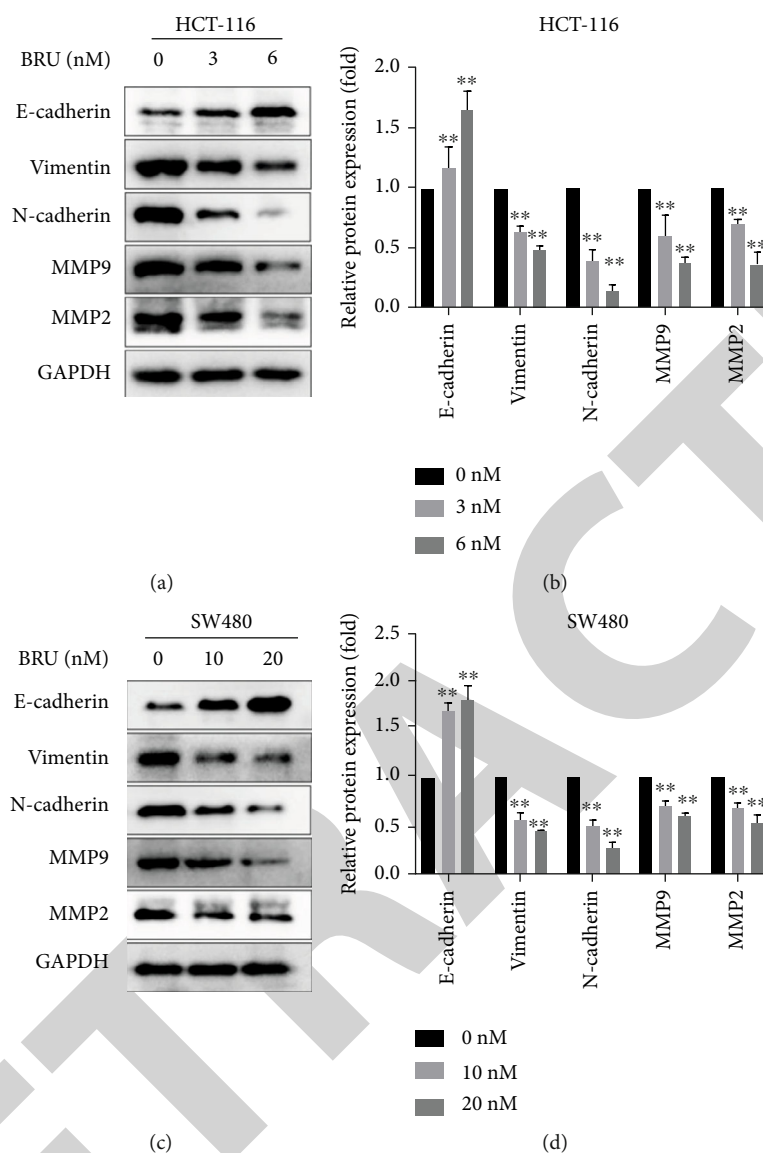 HCT-116
BRU (nM) 0 3 6
E-cadherin
Vimentin
N-cadherin
MMP9
MMP2
GAPDH
(a)
HCT-116
Relative protein expression (fold)
2.0
1.5
1.0
0.5
0.0
** ** ** ** ** ** ** ** ** **
E-cadherin
Vimentin
N-cadherin
MMP9
MMP2
0 nM
3 nM
6 nM
(b)
SW480
BRU (nM) 0 10 20
E-cadherin
Vimentin
N-cadherin
MMP9
MMP2
GAPDH
(c)
SW480
Relative protein expression (fold)
2.5
2.0
1.5
1.0
0.5
0.0
** ** ** ** ** ** ** ** ** **
E-cadherin
Vimentin
N-cadherin
MMP9
MMP2
0 nM
10 nM
20 nM
(d)